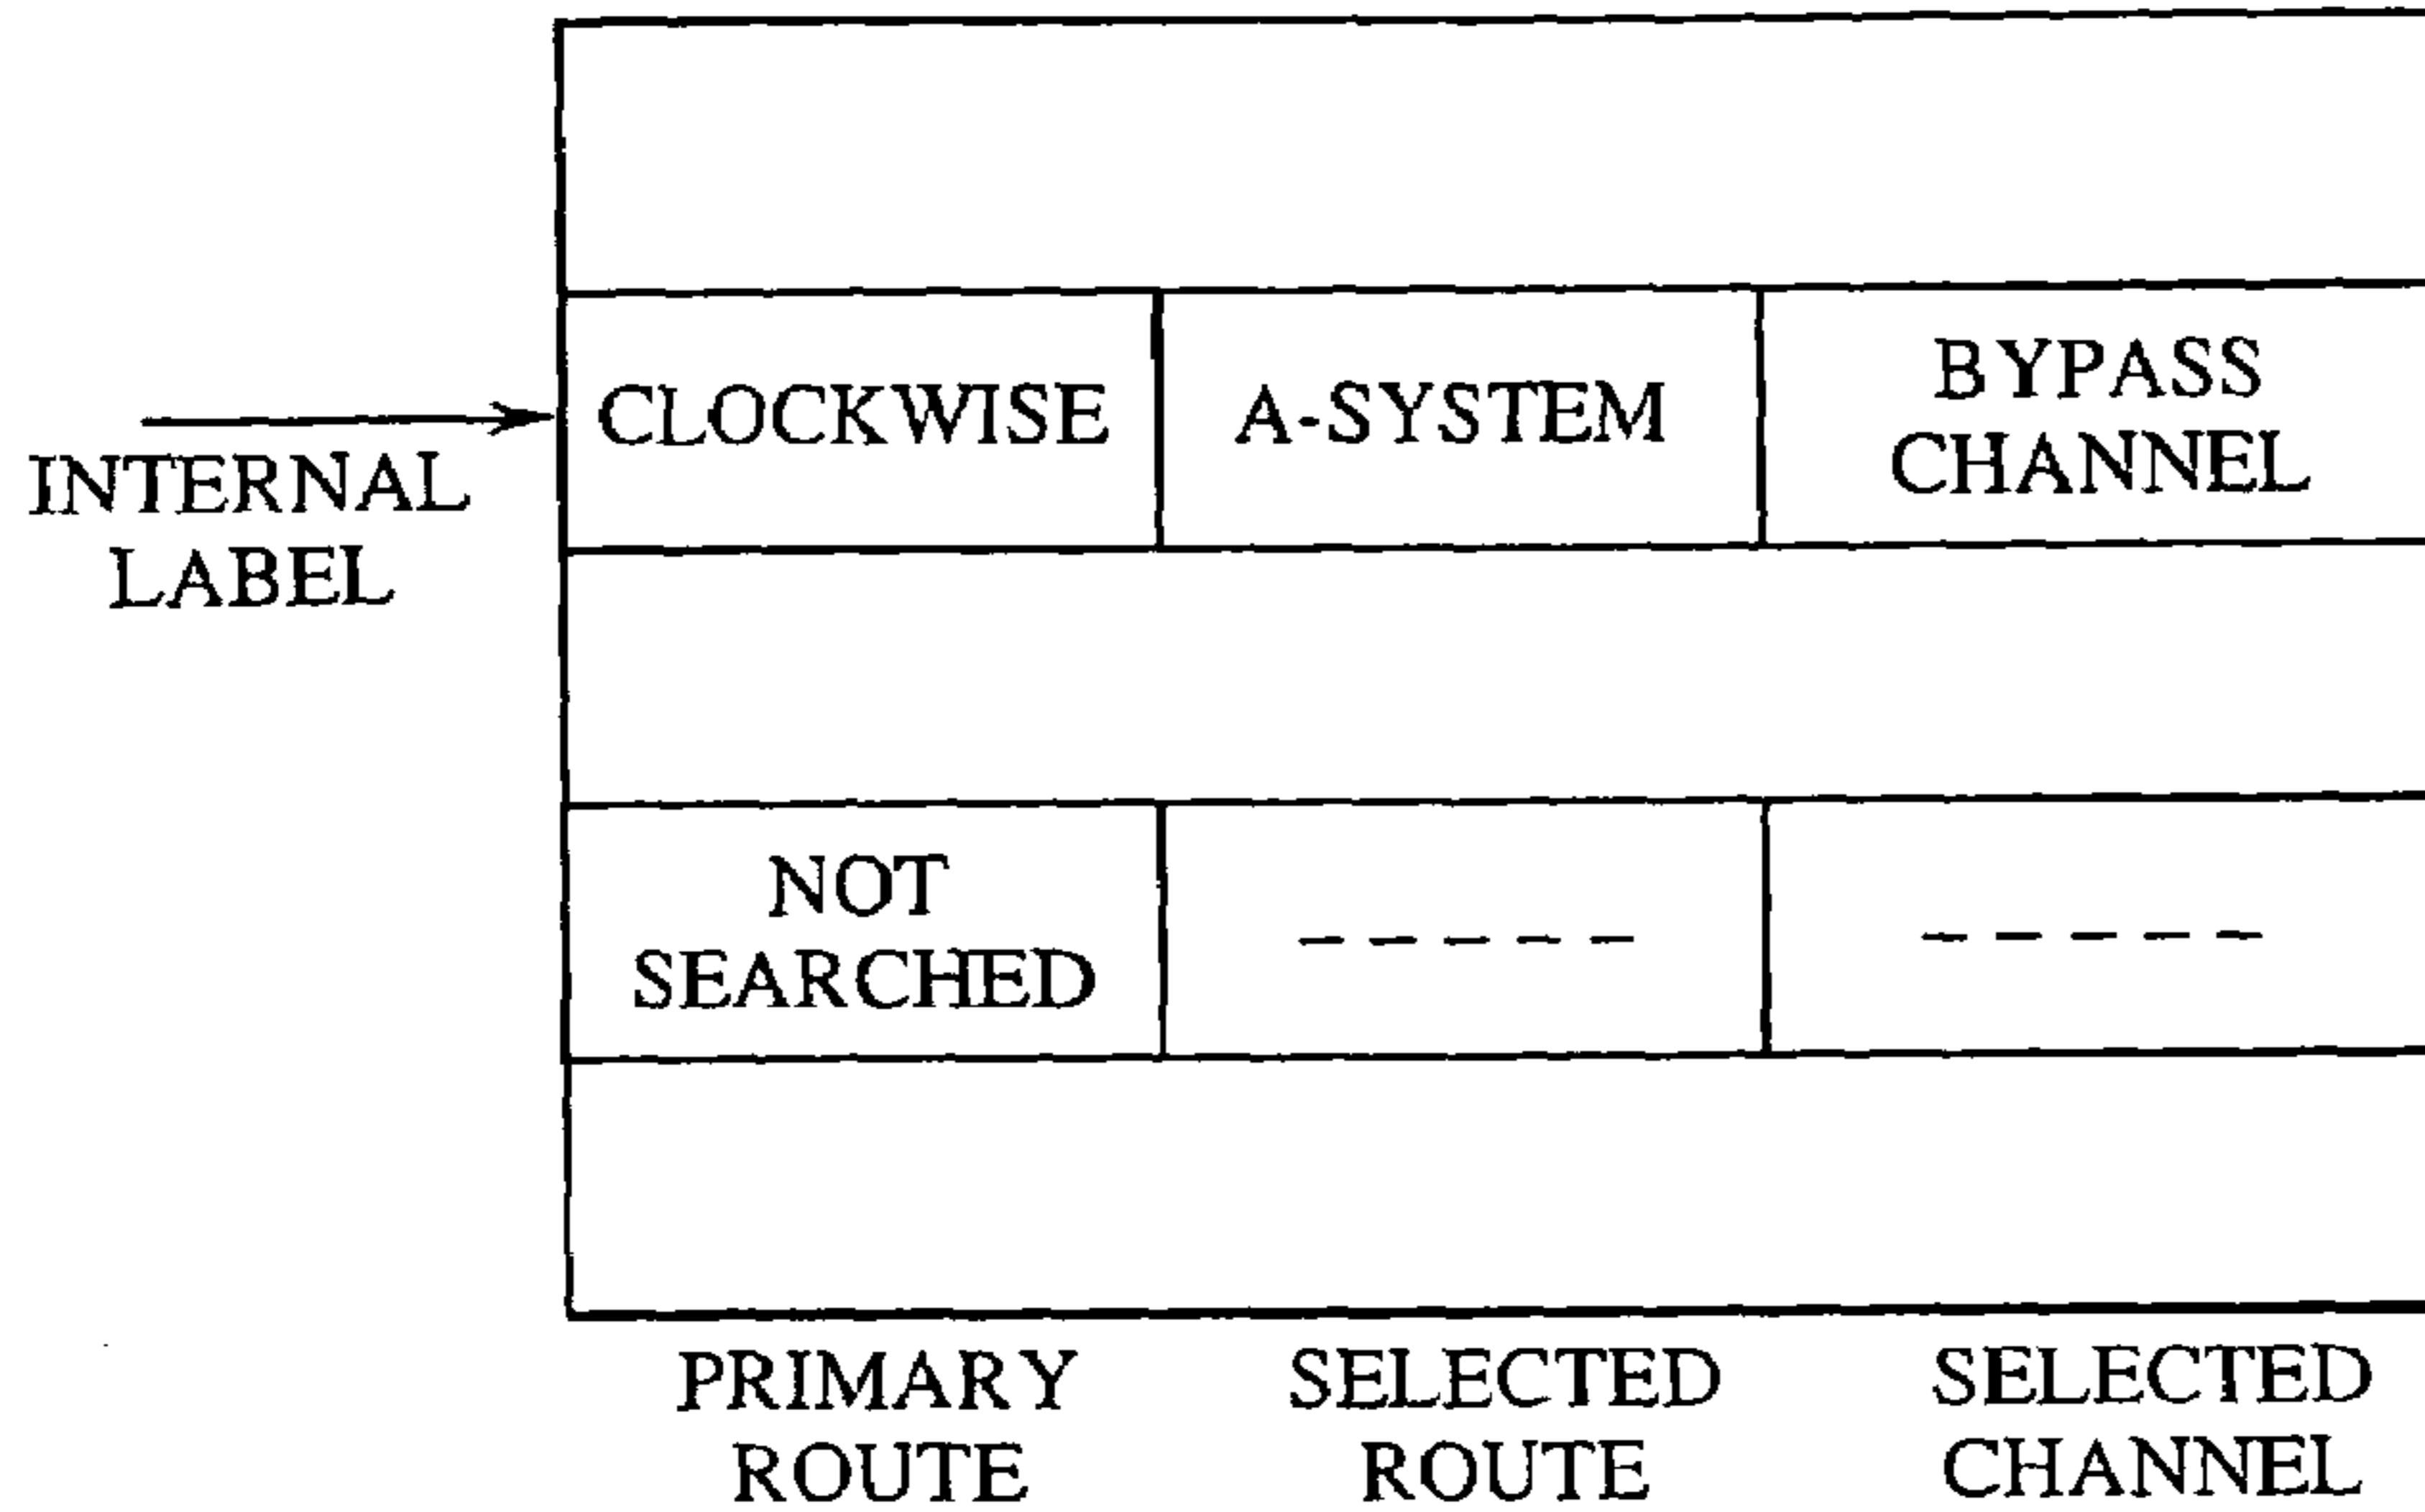 INTERNAL
LABEL
CLOCKWISE
A-SYSTEM
BYPASS
CHANNEL
NOT
SEARCHED
- - - - -
- - - - -
PRIMARY
ROUTE
SELECTED
ROUTE
SELECTED
CHANNEL